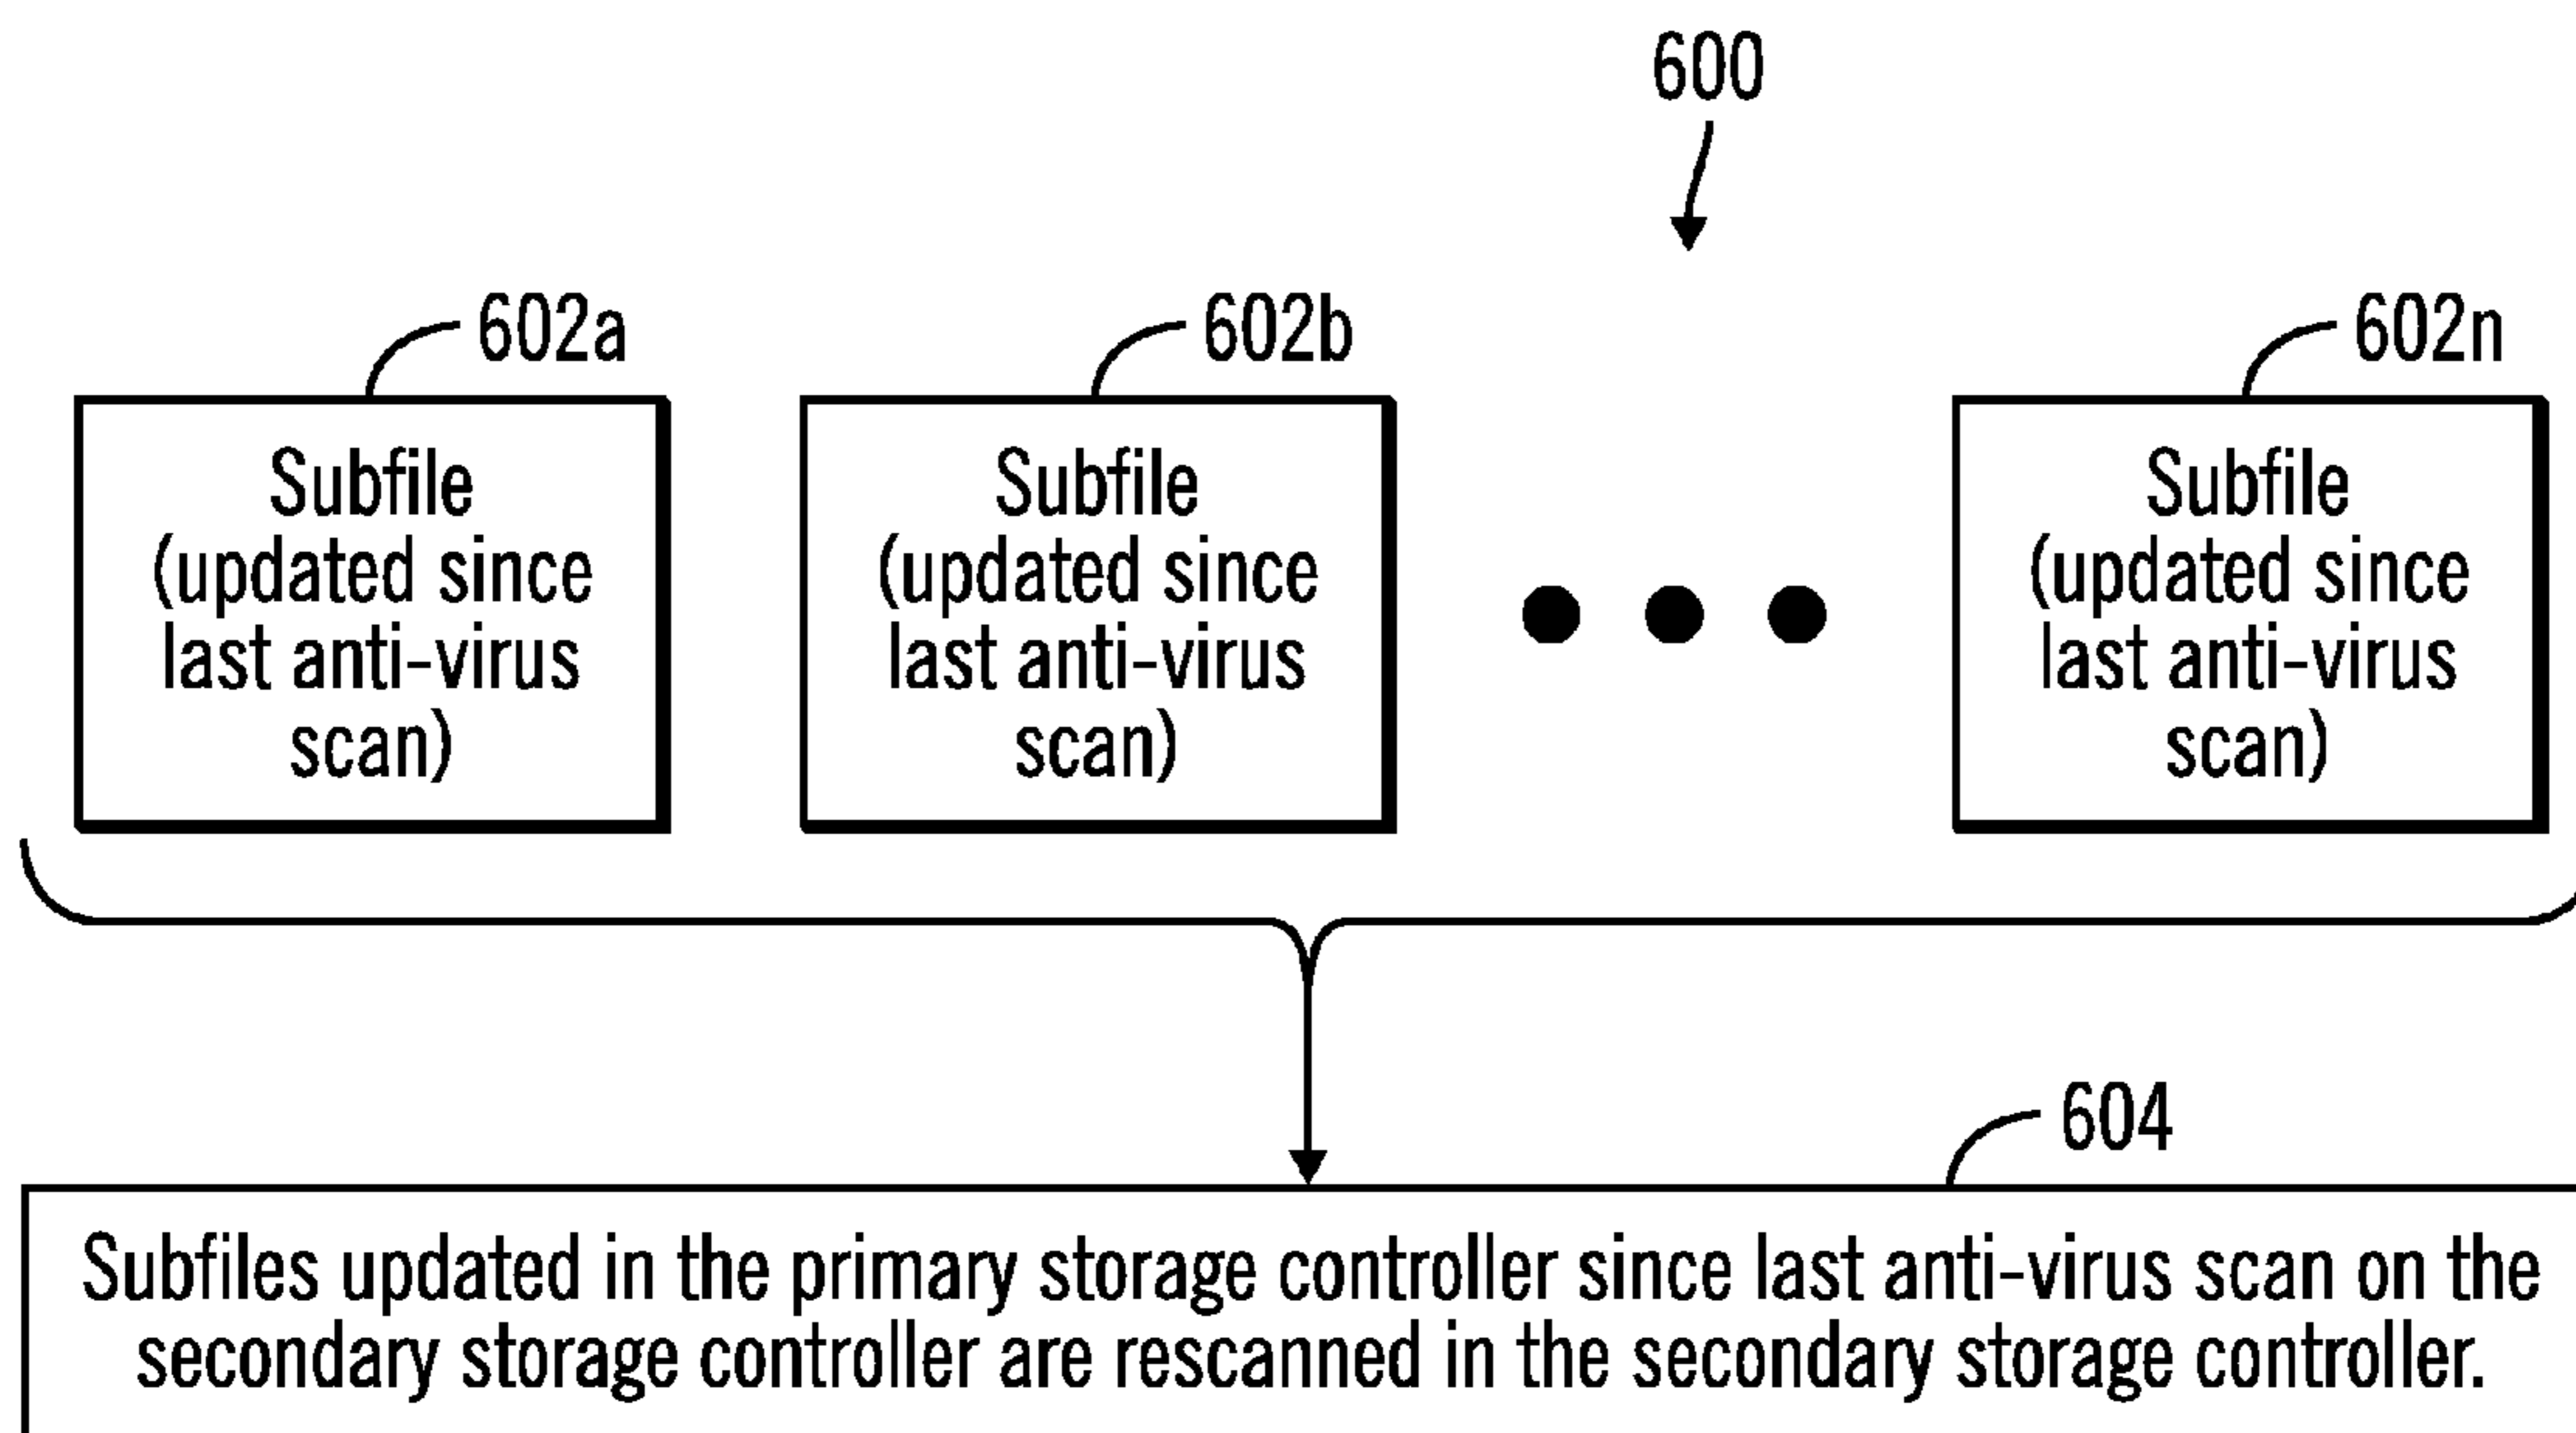 600
602a
602b
602n
Subfile
(updated since
last anti-virus
scan)
Subfile
(updated since
last anti-virus
scan)
Subfile
(updated since
last anti-virus
scan)
604
Subfiles updated in the primary storage controller since last anti-virus scan on the
secondary storage controller are rescanned in the secondary storage controller.